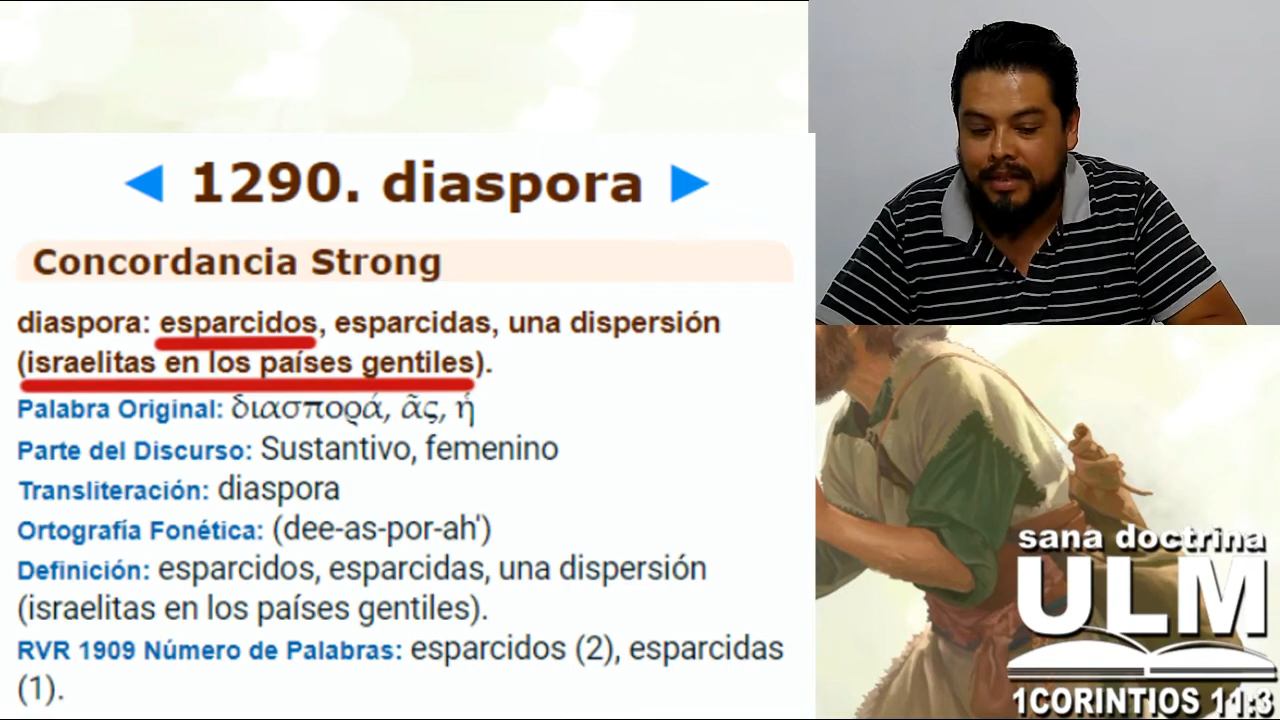 ◄ 1290. diaspora ►
Concordancia Strong
diaspora: esparcidos, esparcidas, una dispersión
(israelitas en los países gentiles).
Palabra Original: διασπορά, ᾶς, ἡ
Parte del Discurso: Sustantivo, femenino
Transliteración: diaspora
Ortografía Fonética: (dee-as-por-ah')
Definición: esparcidos, esparcidas, una dispersión
(israelitas en los países gentiles).
RVR 1909 Número de Palabras: esparcidos (2), esparcidas
(1).
sana doctrina
ULM
1CORINTIOS 11:3